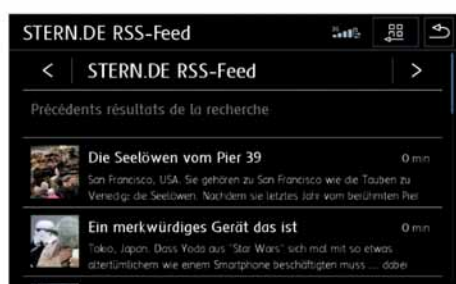 STERN.DE RSS-Feed
< STERN.DE RSS-Feed >
Précédents résultats de la recherche
Die Seelöwen vom Pier 39 0 min
San Francisco, USA. Sie gehören zu San Francisco wie die Tauben zu
Venedig: die Seelöwen. Nachdem sie letztes Jahr vom berühmten Pier
Ein merkwürdiges Gerät das ist 0 min
Tokio, Japan. Dass Yoda aus "Star Wars" sich mal mit so etwas
altertümlichem wie einem Smartphone beschäftigten muss ... dabei